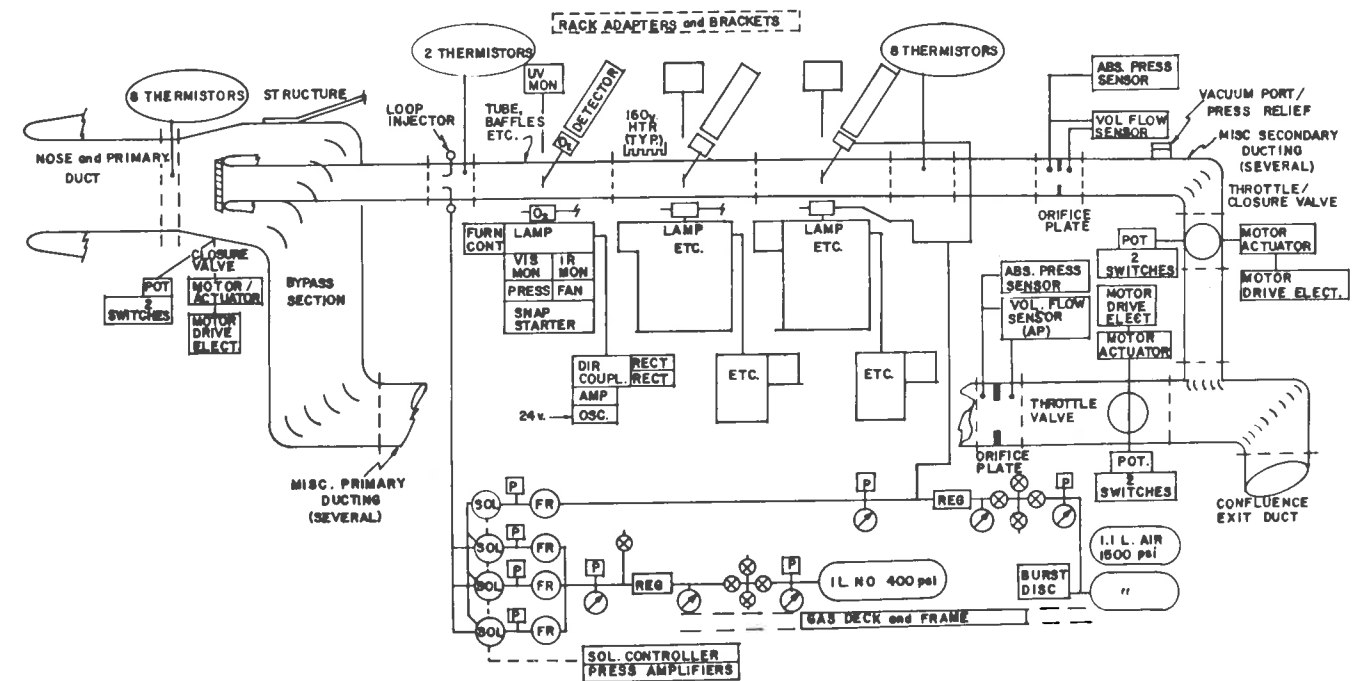 RACK ADAPTERS and BRACKETS
8 THERMISTORS
STRUCTURE
NOSE and PRIMARY
DUCT
CLOSURE
VALVE
POT
2
SWITCHES
MOTOR /
ACTUATOR
MOTOR
DRIVE
ELECT.
BYPASS
SECTION
MISC. PRIMARY
DUCTING
(SEVERAL)
2 THERMISTORS
LOOP
INJECTOR
TUBE,
BAFFLES
ETC.
UV
MON
O2
DETECTOR
160v.
HTR
(TYP.)
8 THERMISTORS
ABS. PRESS
SENSOR
VOL FLOW
SENSOR
VACUUM PORT/
PRESS RELIEF
MISC SECONDARY
DUCTING
(SEVERAL)
THROTTLE/
CLOSURE VALVE
ORIFICE
PLATE
POT
2
SWITCHES
MOTOR
ACTUATOR
MOTOR
DRIVE ELECT.
FURN
CONT
O2
LAMP
VIS
MON
IR
MON
PRESS
FAN
SNAP
STARTER
LAMP
ETC.
LAMP
ETC.
DIR
COUPL.
RECT
RECT
AMP
24 v.
OSC.
ETC.
ETC.
ABS. PRESS
SENSOR
VOL. FLOW
SENSOR
(AP)
MOTOR
DRIVE
ELECT
MOTOR
ACTUATOR
THROTTLE
VALVE
ORIFICE
PLATE
POT.
2
SWITCHES
CONFLUENCE
EXIT DUCT
SOL
P
FR
P
REG
P
SOL
P
FR
SOL
P
FR
P
REG
P
1 L. NO 400 psi
SOL
P
FR
1.1 L. AIR
1500 psi
BURST
DISC
"
GAS DECK and FRAME
SOL. CONTROLLER
PRESS AMPLIFIERS